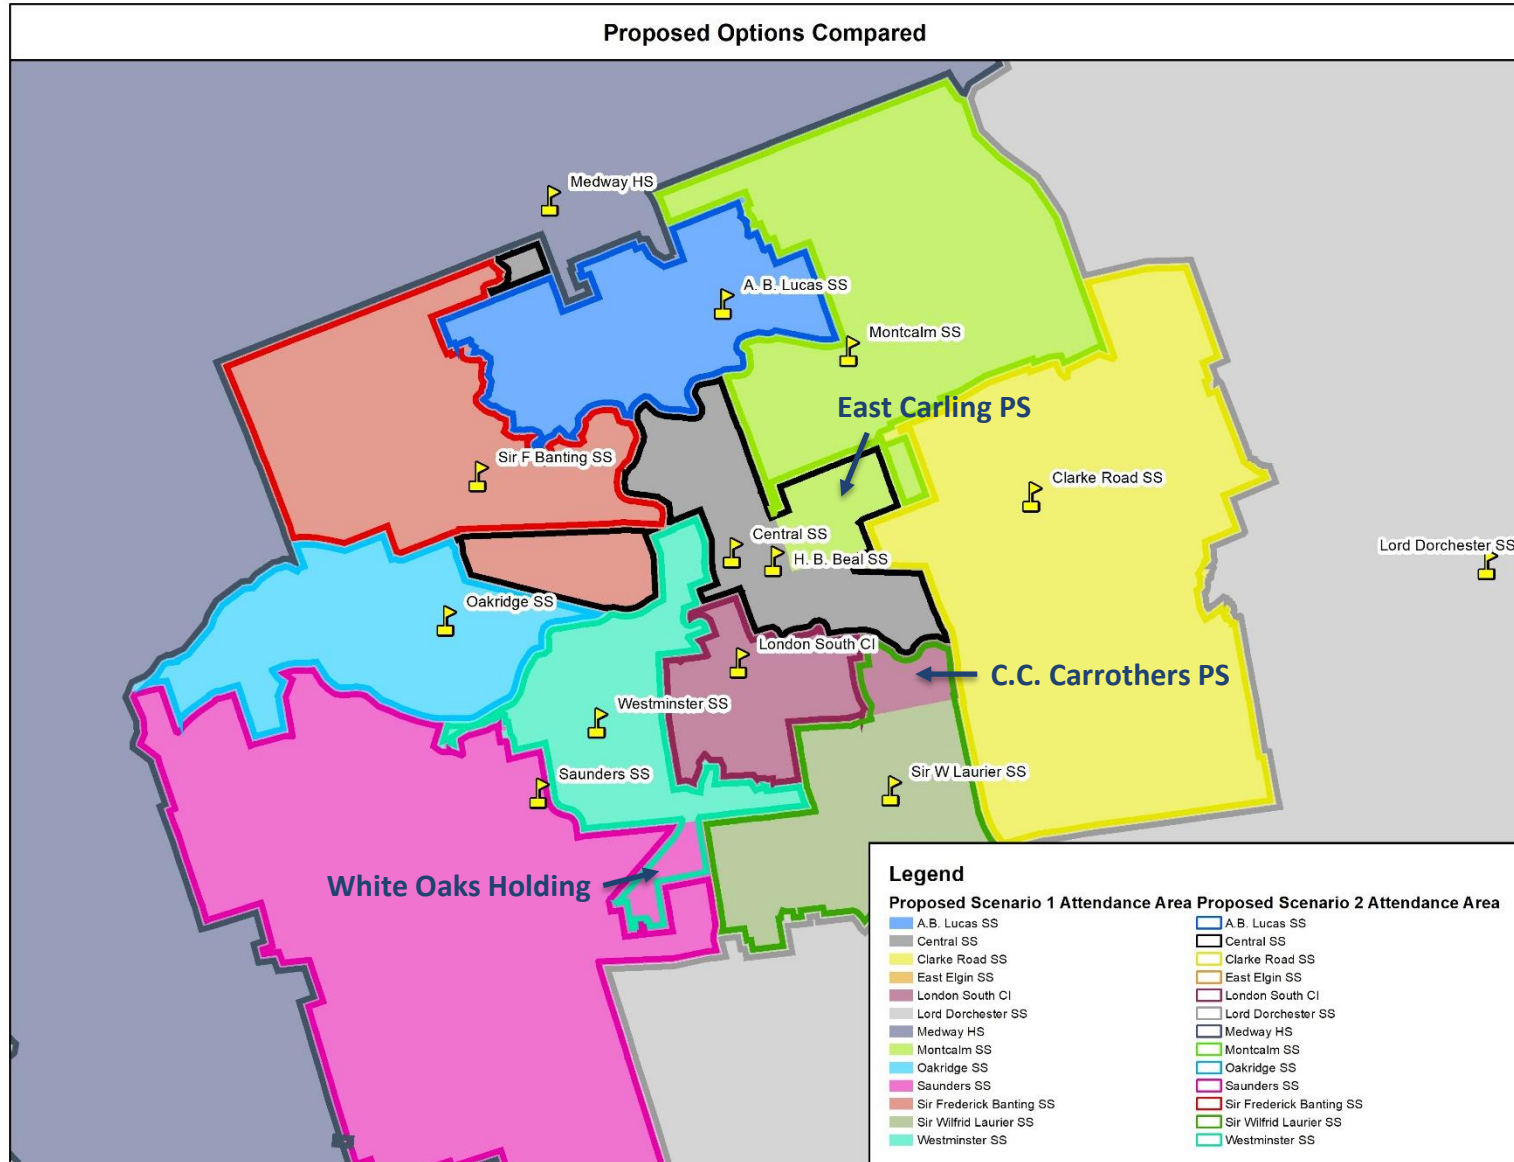 Proposed Options Compared
Medway HS
A. B. Lucas SS
Montcalm SS
East Carling PS
Sir F Banting SS
Clarke Road SS
Central SS
H. B. Beal SS
Lord Dorchester SS
Oakridge SS
London South CI
C.C. Carrothers PS
Westminster SS
Saunders SS
Sir W Laurier SS
White Oaks Holding
Legend
Proposed Scenario 1 Attendance Area Proposed Scenario 2 Attendance Area
A.B. Lucas SS A.B. Lucas SS
Central SS Central SS
Clarke Road SS Clarke Road SS
East Elgin SS East Elgin SS
London South CI London South CI
Lord Dorchester SS Lord Dorchester SS
Medway HS Medway HS
Montcalm SS Montcalm SS
Oakridge SS Oakridge SS
Saunders SS Saunders SS
Sir Frederick Banting SS Sir Frederick Banting SS
Sir Wilfrid Laurier SS Sir Wilfrid Laurier SS
Westminster SS Westminster SS